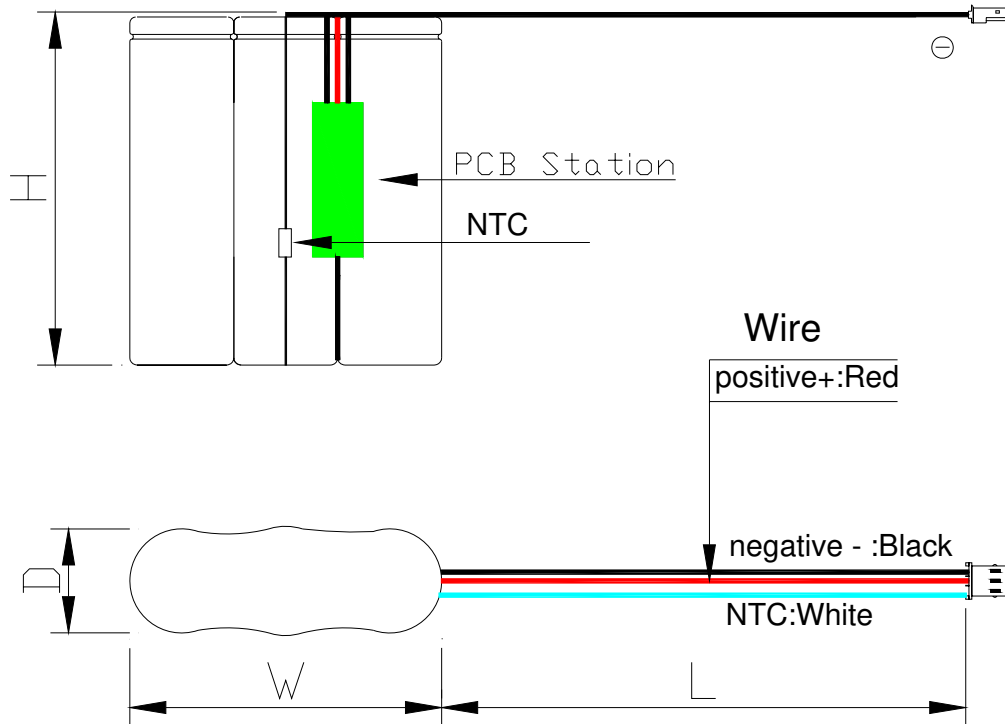 ⊖
H
PCB Station
NTC
Wire
positive+:Red
D
negative - :Black
NTC:White
W
L